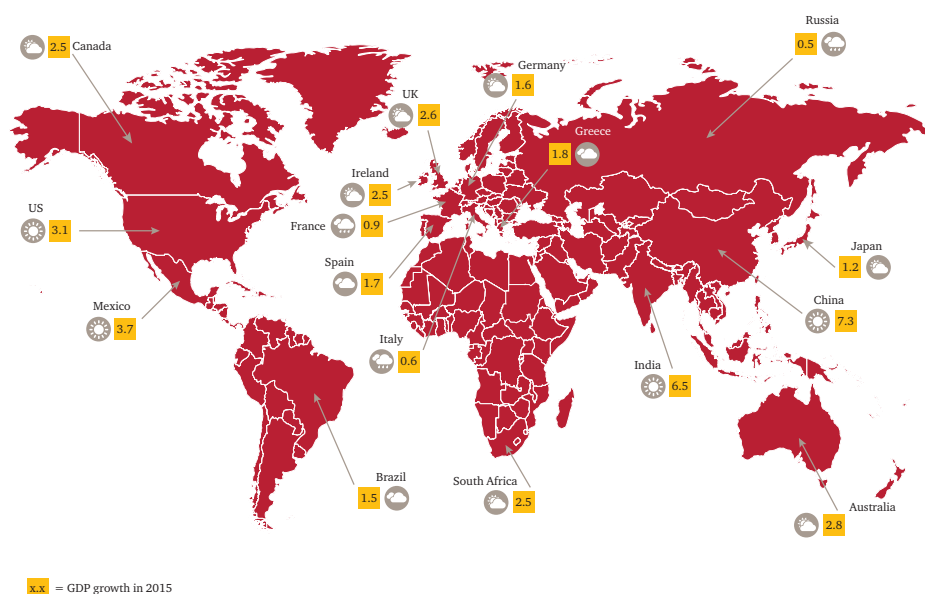 Russia
0.5
2.5 Canada
Germany
1.6
UK
2.6
Greece
1.8
Ireland
2.5
US
3.1
France 0.9
Japan
1.2
Spain
1.7
China
7.3
Mexico
3.7
Italy
0.6
India
6.5
Brazil
1.5
South Africa
2.5
Australia
2.8
x.x = GDP growth in 2015